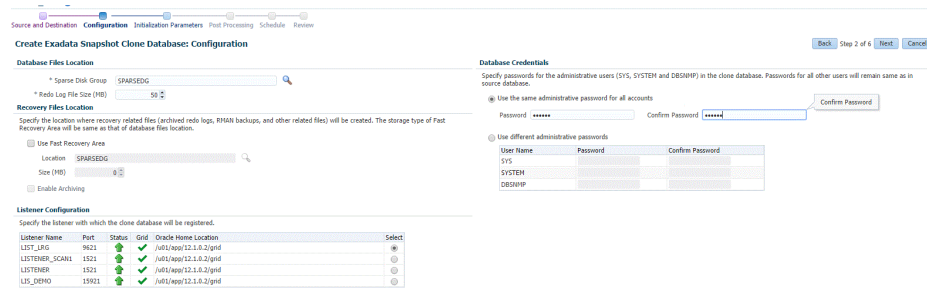 Source and Destination Configuration Initialization Parameters Post Processing Schedule Review
Create Exadata Snapshot Clone Database: Configuration
Back Step 2 of 6 Next Cancel
Database Files Location
* Sparse Disk Group SPARSEDG
* Redo Log File Size (MB) 50
Recovery Files Location
Specify the location where recovery related files (archived redo logs, RMAN backups, and other related files) will be created. The storage type of Fast
Recovery Area will be same as that of database files location.
Use Fast Recovery Area
Location SPARSEDG
Size (MB) 0
Enable Archiving
Listener Configuration
Specify the listener with which the clone database will be registered.
Listener Name Port Status Grid Oracle Home Location Select
LIST_LRG 9621 /u01/app/12.1.0.2/grid
LISTENER_SCAN1 1521 /u01/app/12.1.0.2/grid
LISTENER 1521 /u01/app/12.1.0.2/grid
LIS_DEMO 15921 /u01/app/12.1.0.2/grid
Database Credentials
Specify passwords for the administrative users (SYS, SYSTEM and DBSNMP) in the clone database. Passwords for all other users will remain same as in
source database.
Use the same administrative password for all accounts
Confirm Password
Password •••••• Confirm Password ••••••
Use different administrative passwords
User Name Password Confirm Password
SYS
SYSTEM
DBSNMP